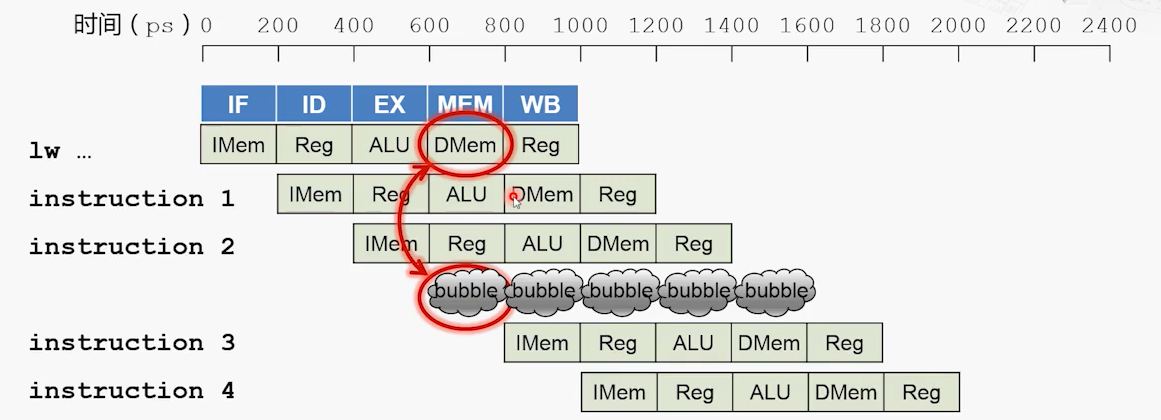 时间（ps） 0 200 400 600 800 1000 1200 1400 1600 1800 2000 2200 2400
IF ID EX MEM WB
lw … IMem Reg ALU DMem Reg
instruction 1 IMem Reg ALU DMem Reg
instruction 2 IMem Reg ALU DMem Reg
bubble bubble bubble bubble bubble
instruction 3 IMem Reg ALU DMem Reg
instruction 4 IMem Reg ALU DMem Reg